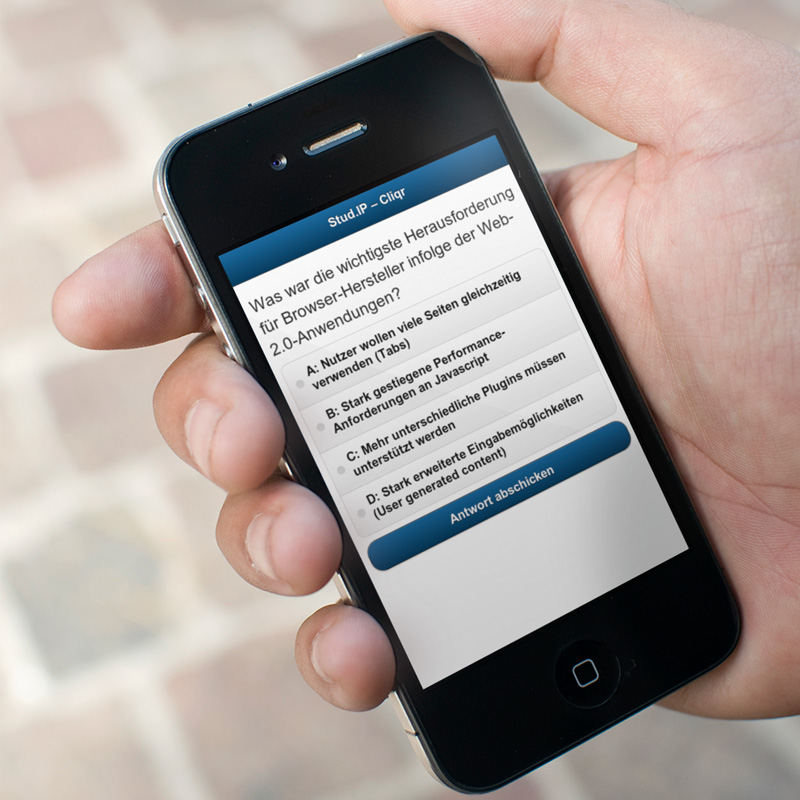 Stud.IP – Cliqr
Was war die wichtigste Herausforderung
für Browser-Hersteller infolge der Web-
2.0-Anwendungen?
A: Nutzer wollen viele Seiten gleichzeitig
verwenden (Tabs)
B: Stark gestiegene Performance-
Anforderungen an Javascript
C: Mehr unterschiedliche Plugins müssen
unterstützt werden
D: Stark erweiterte Eingabemöglichkeiten
(User generated content)
Antwort abschicken